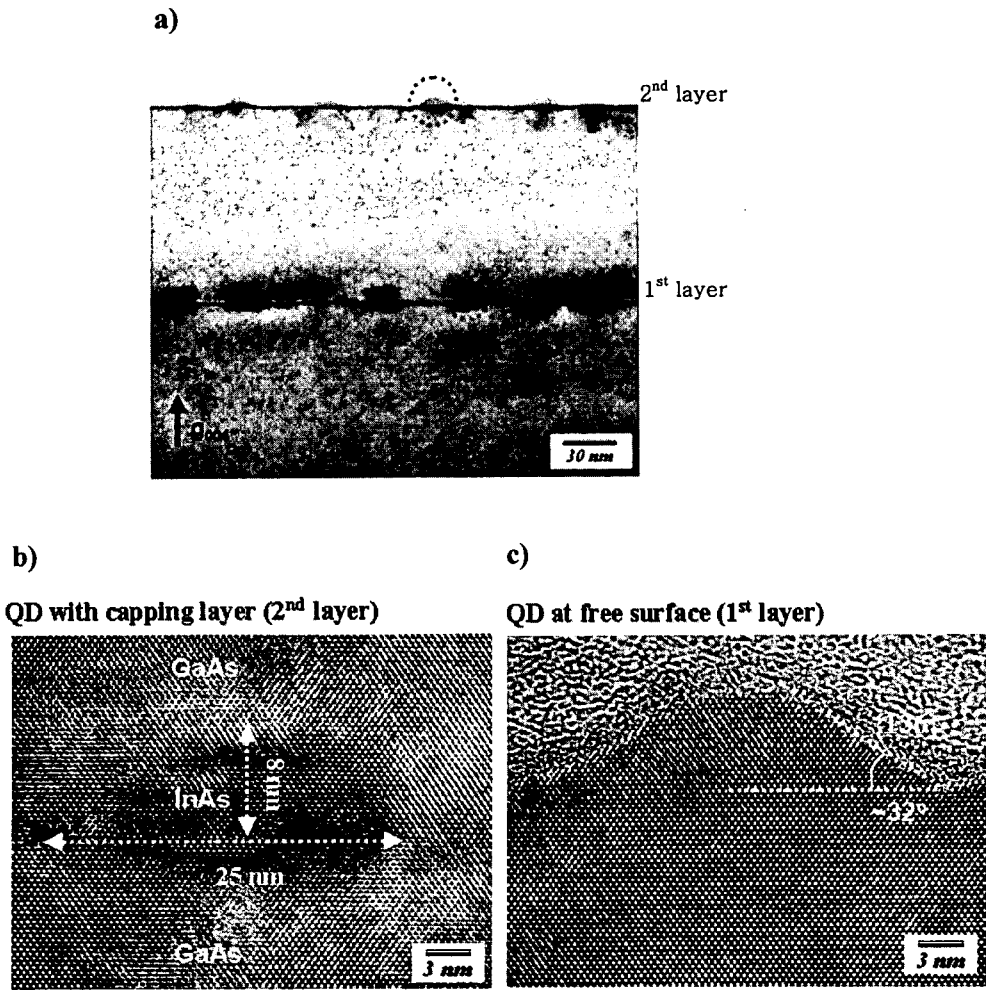 a)
2nd layer
1st layer
30 nm
b)
c)
QD with capping layer (2nd layer)
QD at free surface (1st layer)
GaAs
8 nm
InAs
25 nm
GaAs
3 nm
~32°
3 nm